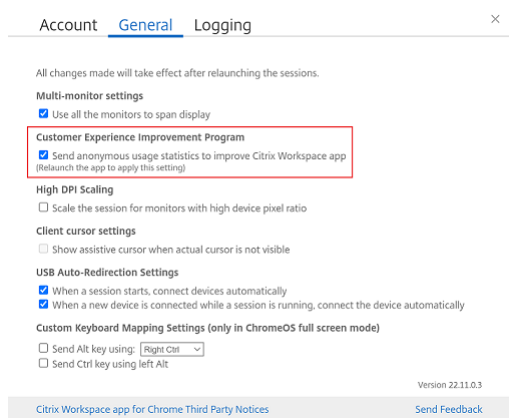 Account General Logging
All changes made will take effect after relaunching the sessions.
Multi-monitor settings
Use all the monitors to span display
Customer Experience Improvement Program
Send anonymous usage statistics to improve Citrix Workspace app
(Relaunch the app to apply this setting)
High DPI Scaling
Scale the session for monitors with high device pixel ratio
Client cursor settings
Show assistive cursor when actual cursor is not visible
USB Auto-Redirection Settings
When a session starts, connect devices automatically
When a new device is connected while a session is running, connect the device automatically
Custom Keyboard Mapping Settings (only in ChromeOS full screen mode)
Send Alt key using: Right Ctrl
Send Ctrl key using left Alt
Version 22.11.0.3
Citrix Workspace app for Chrome Third Party Notices Send Feedback